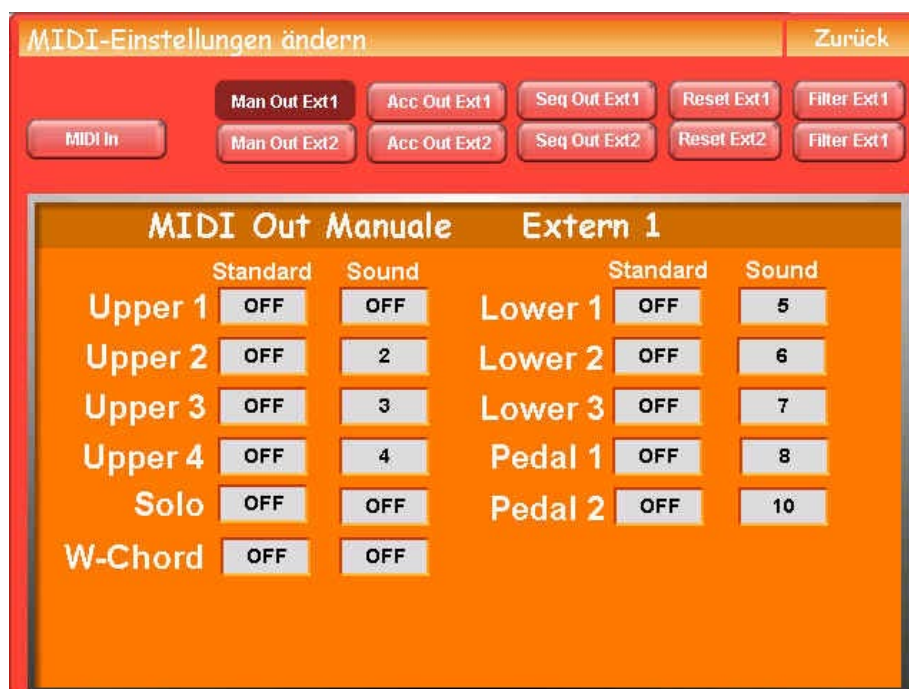 MIDI-Einstellungen ändern Zurück
Man Out Ext1 Acc Out Ext1 Seq Out Ext1 Reset Ext1 Filter Ext1
MIDI In Man Out Ext2 Acc Out Ext2 Seq Out Ext2 Reset Ext2 Filter Ext1
MIDI Out Manuale Extern 1
Standard Sound Standard Sound
Upper 1 OFF OFF Lower 1 OFF 5
Upper 2 OFF 2 Lower 2 OFF 6
Upper 3 OFF 3 Lower 3 OFF 7
Upper 4 OFF 4 Pedal 1 OFF 8
Solo OFF OFF Pedal 2 OFF 10
W-Chord OFF OFF